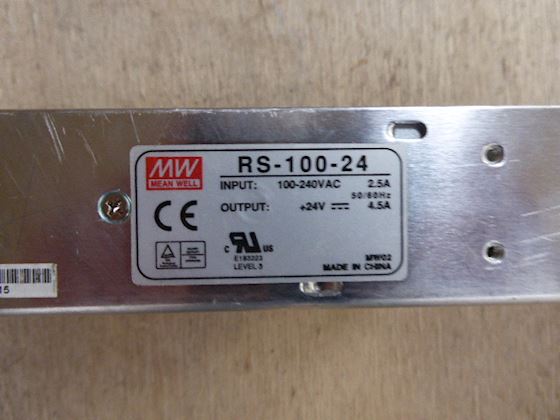 MW
MEAN WELL
RS-100-24
INPUT: 100-240VAC 2.5A
50/60Hz
OUTPUT: +24V 4.5A
CE
C US
E183223
LEVEL 3
MW02
MADE IN CHINA
15